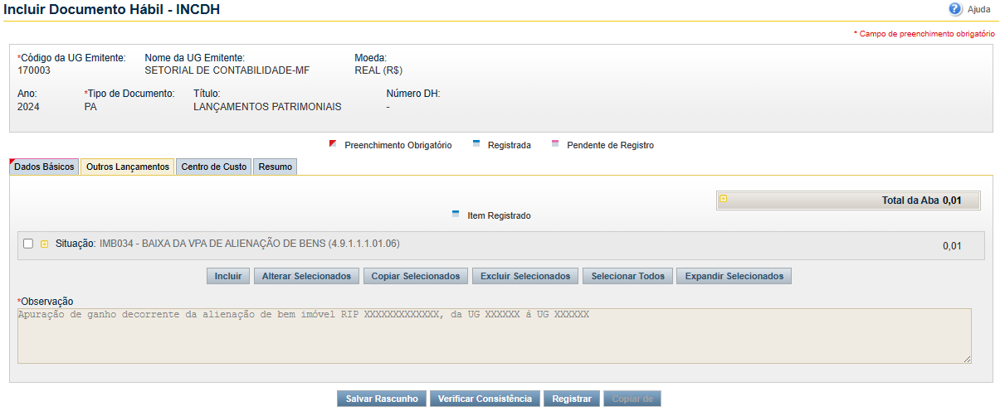 Incluir Documento Hábil - INCDH
Ajuda
* Campo de preenchimento obrigatório
*Código da UG Emitente: Nome da UG Emitente: Moeda:
170003 SETORIAL DE CONTABILIDADE-MF REAL (R$)
Ano: *Tipo de Documento: Título: Número DH:
2024 PA LANÇAMENTOS PATRIMONIAIS -
Preenchimento Obrigatório Registrada Pendente de Registro
Dados Básicos Outros Lançamentos Centro de Custo Resumo
Total da Aba 0,01
Item Registrado
Situação: IMB034 - BAIXA DA VPA DE ALIENAÇÃO DE BENS (4.9.1.1.1.01.06) 0,01
Incluir Alterar Selecionados Copiar Selecionados Excluir Selecionados Selecionar Todos Expandir Selecionados
*Observação
Apuração de ganho decorrente da alienação de bem imóvel RIP XXXXXXXXXXXXX, da UG XXXXXX à UG XXXXXX
Salvar Rascunho Verificar Consistência Registrar Copiar de